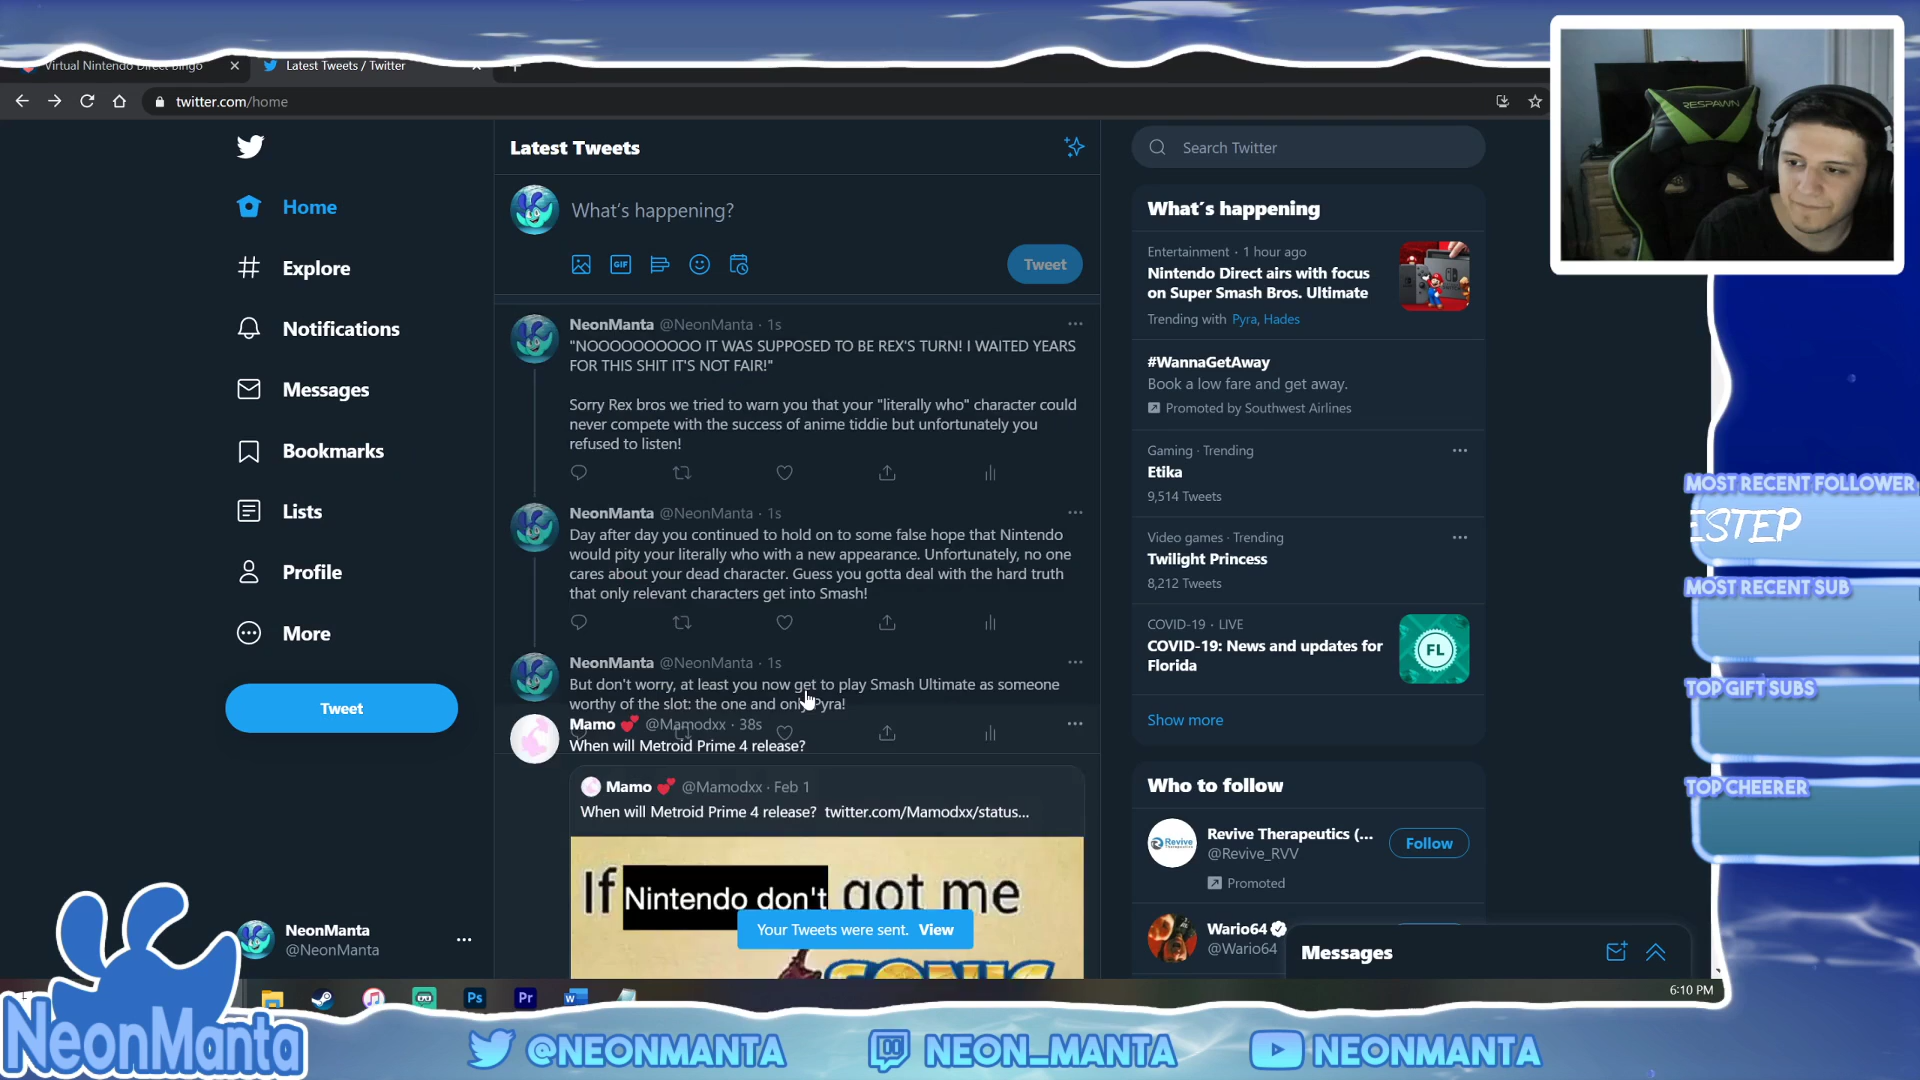 Virtual Nintendo Direct Bingo
Latest Tweets / Twitter
twitter.com/home
RESPAWN
Home
Explore
Notifications
Messages
Bookmarks
Lists
Profile
More
Tweet
NeonManta
@NeonManta
Latest Tweets
What's happening?
GIF
Tweet
NeonManta @NeonManta · 1s
"NOOOOOOOOOO IT WAS SUPPOSED TO BE REX'S TURN! I WAITED YEARS
FOR THIS SHIT IT'S NOT FAIR!"
Sorry Rex bros we tried to warn you that your "literally who" character could
never compete with the success of anime tiddie but unfortunately you
refused to listen!
NeonManta @NeonManta · 1s
Day after day you continued to hold on to some false hope that Nintendo
would pity your literally who with a new appearance. Unfortunately, no one
cares about your dead character. Guess you gotta deal with the hard truth
that only relevant characters get into Smash!
NeonManta @NeonManta · 1s
But don't worry, at least you now get to play Smash Ultimate as someone
worthy of the slot: the one and only Pyra!
Mamo @Mamodxx · 38s
When will Metroid Prime 4 release?
Mamo @Mamodxx · Feb 1
When will Metroid Prime 4 release? twitter.com/Mamodxx/status...
If Nintendo don't got me
SONIC
Your Tweets were sent. View
Search Twitter
What's happening
Entertainment · 1 hour ago
Nintendo Direct airs with focus
on Super Smash Bros. Ultimate
Trending with Pyra, Hades
#WannaGetAway
Book a low fare and get away.
Promoted by Southwest Airlines
Gaming · Trending
Etika
9,514 Tweets
Video games · Trending
Twilight Princess
8,212 Tweets
COVID-19 · LIVE
COVID-19: News and updates for
Florida
FL
Show more
Who to follow
Revive Therapeutics (...
@Revive_RVV
Revive
Follow
Promoted
Wario64
@Wario64
Messages
MOST RECENT FOLLOWER
ESTEP
MOST RECENT SUB
TOP GIFT SUBS
TOP CHEERER
Ps
Pr
W
6:10 PM
NeonManta
@NEONMANTA
NEON_MANTA
NEONMANTA